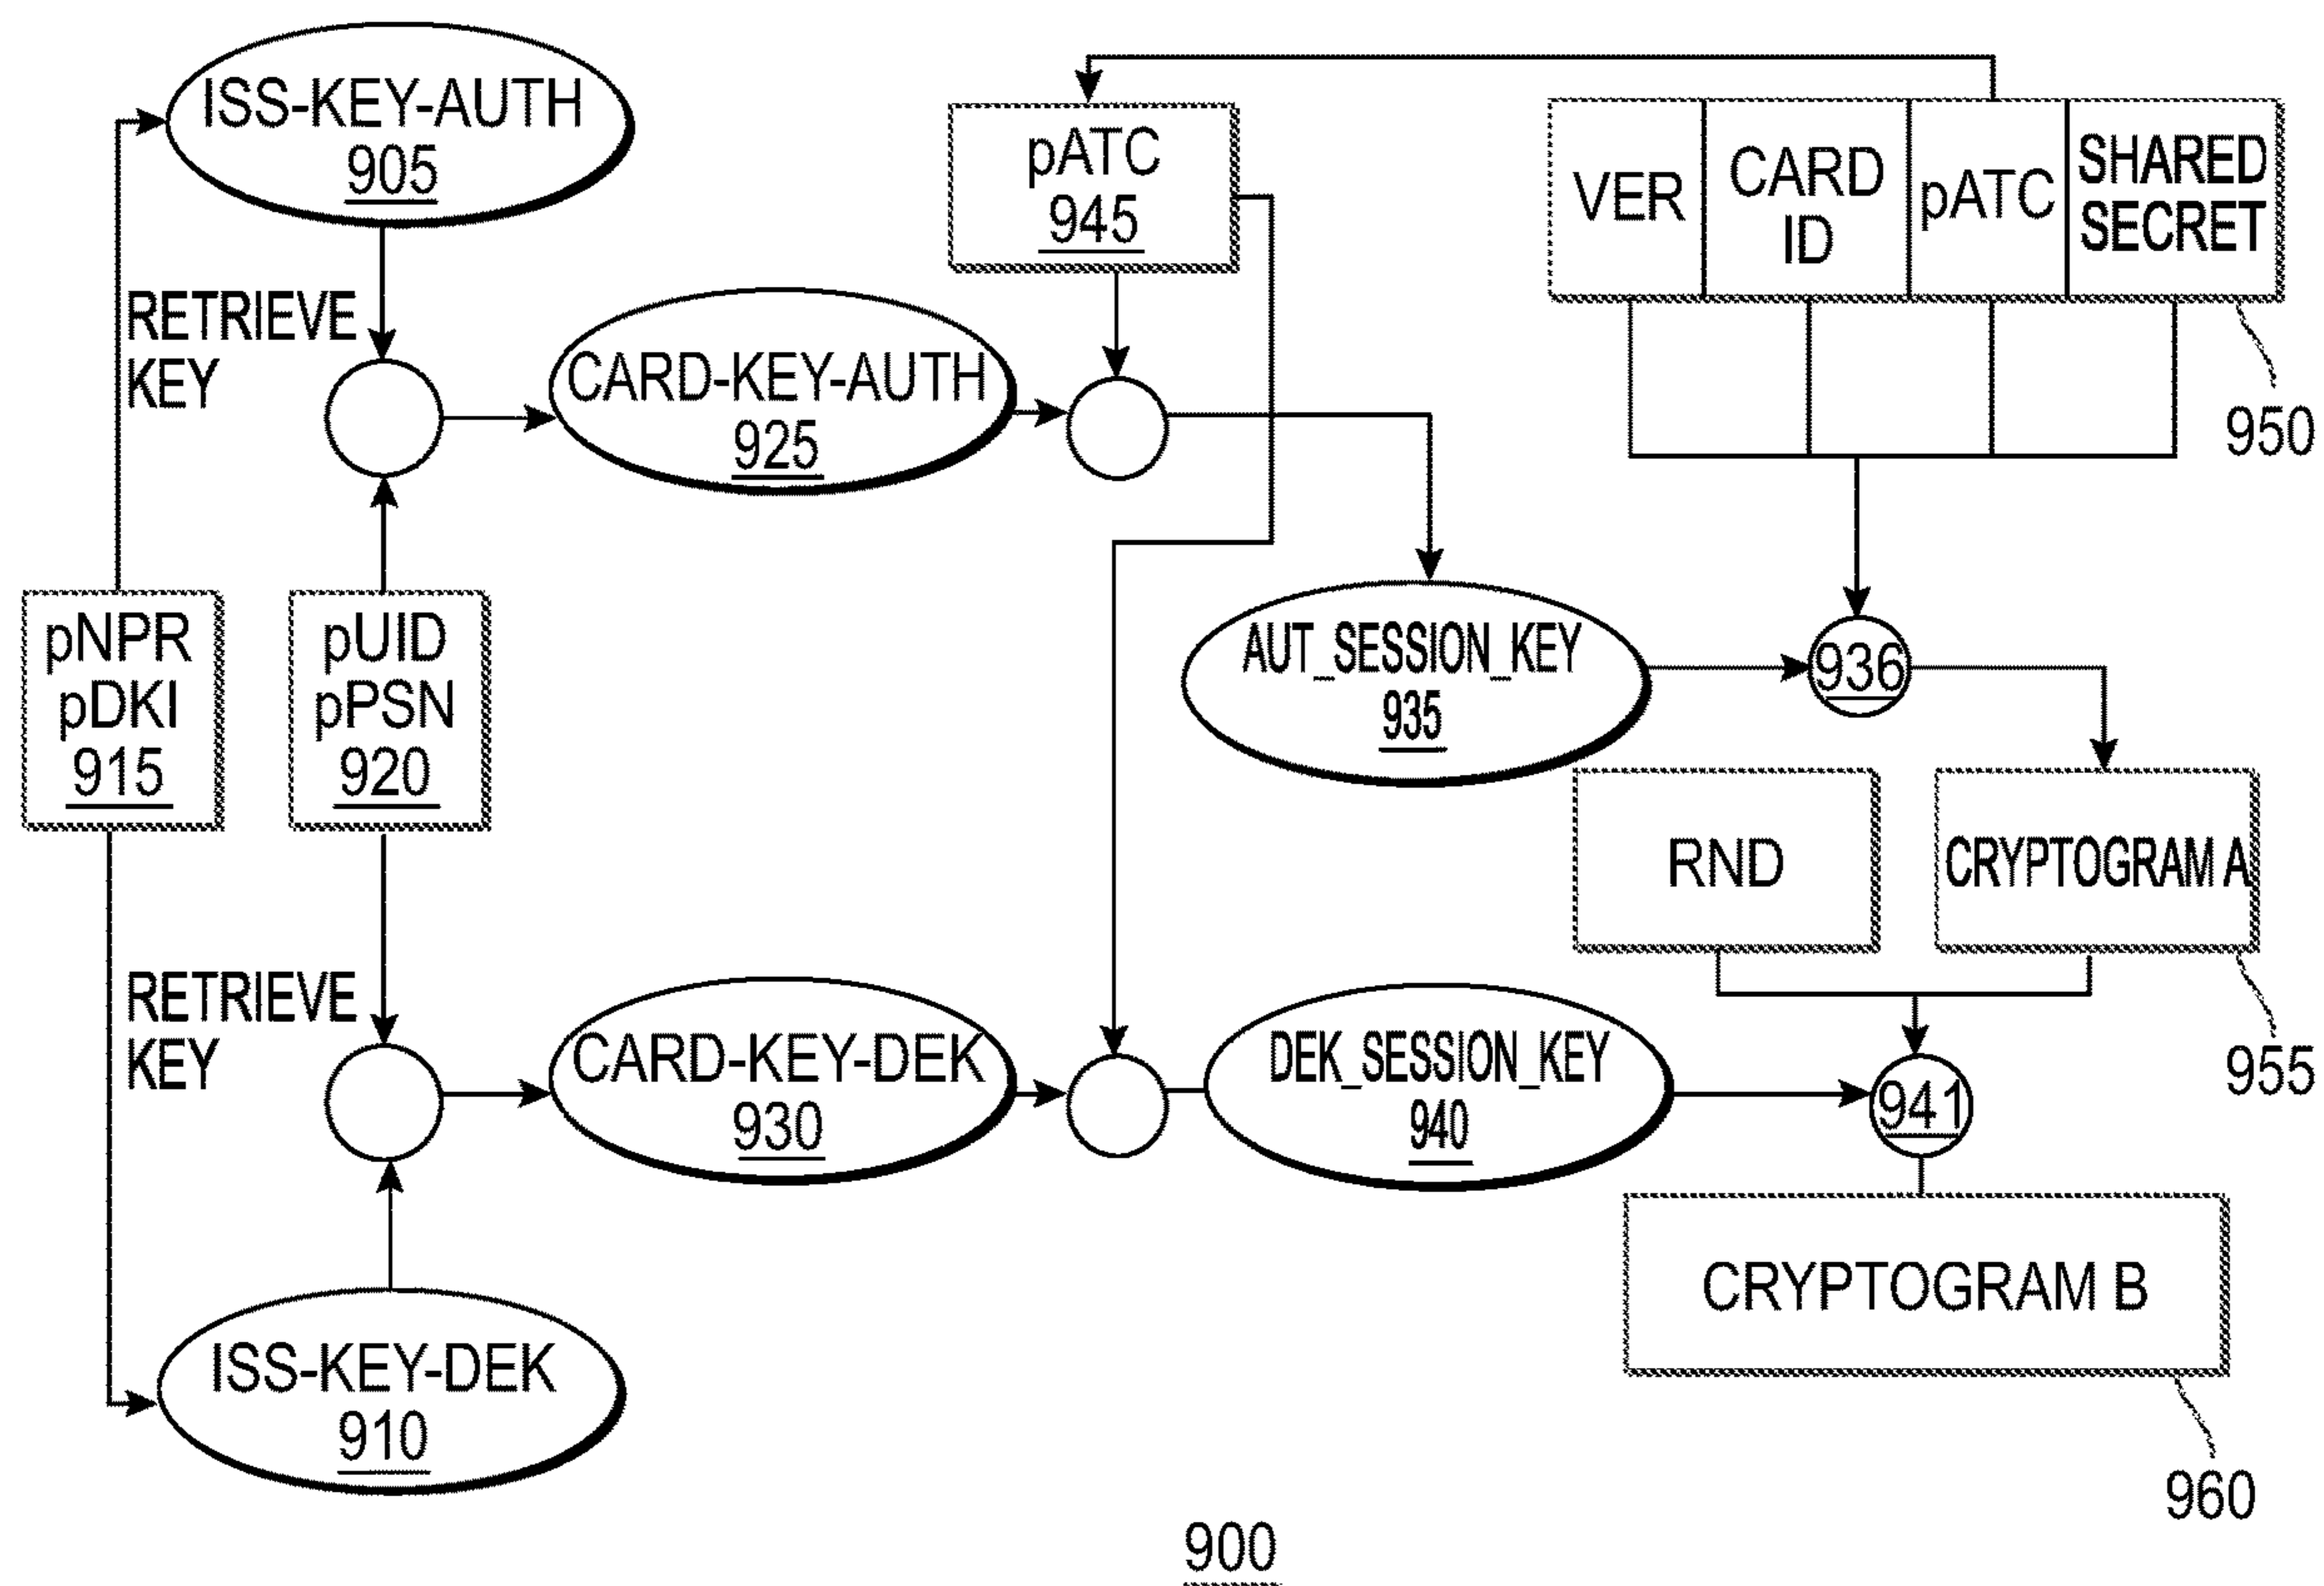 ISS-KEY-AUTH
905
pATC
945
VER
CARD
ID
pATC
SHARED
SECRET
950
RETRIEVE
KEY
CARD-KEY-AUTH
925
pNPR
pDKI
915
pUID
pPSN
920
AUT_SESSION_KEY
935
936
RND
CRYPTOGRAM A
955
RETRIEVE
KEY
CARD-KEY-DEK
930
DEK_SESSION_KEY
940
941
CRYPTOGRAM B
960
ISS-KEY-DEK
910
900